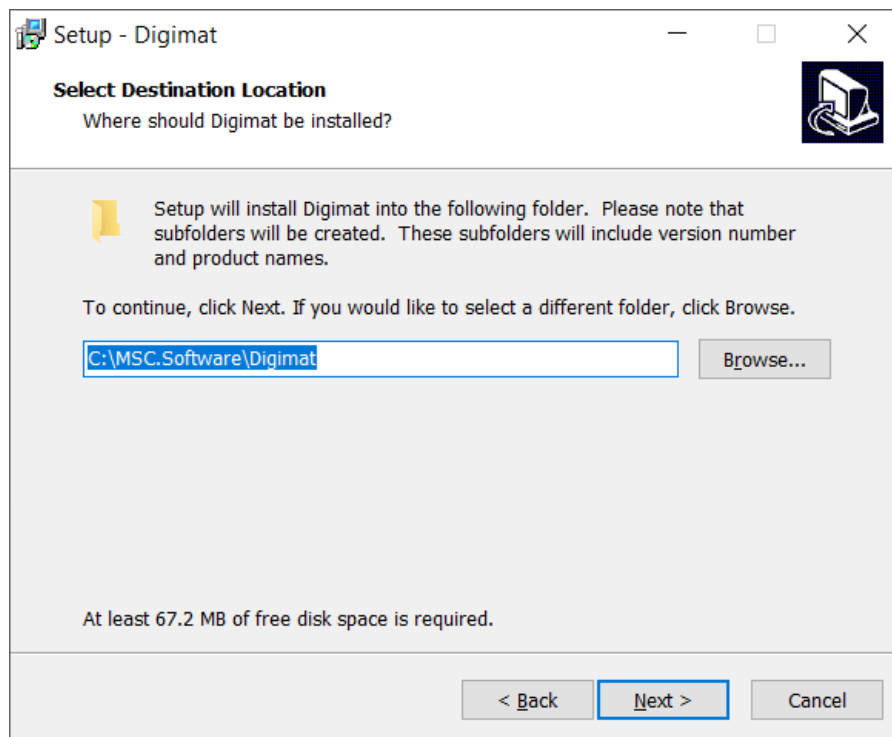 Setup - Digimat
Select Destination Location
Where should Digimat be installed?
Setup will install Digimat into the following folder.  Please note that
subfolders will be created.  These subfolders will include version number
and product names.
To continue, click Next. If you would like to select a different folder, click Browse.
C:\MSC.Software\Digimat
Browse...
At least 67.2 MB of free disk space is required.
< Back
Next >
Cancel